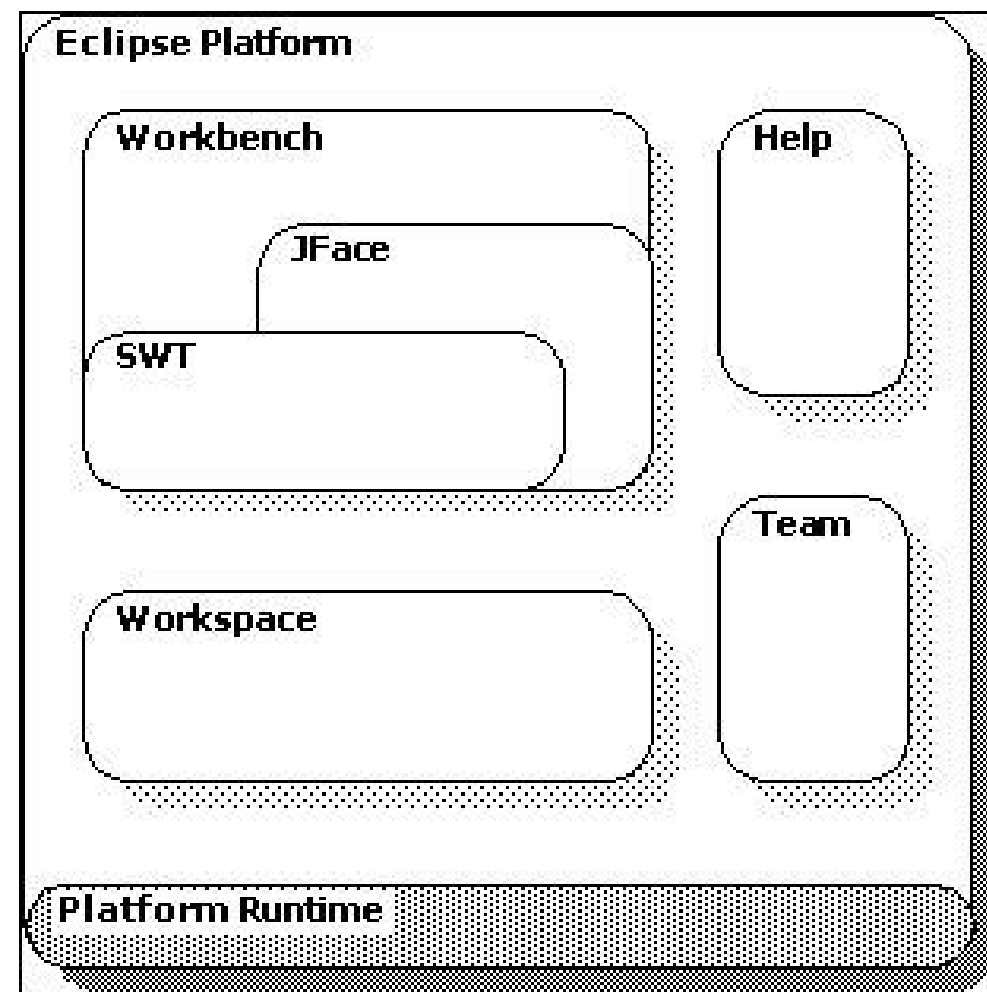 Eclipse Platform
Workbench
Help
JFace
SWT
Team
Workspace
Platform Runtime